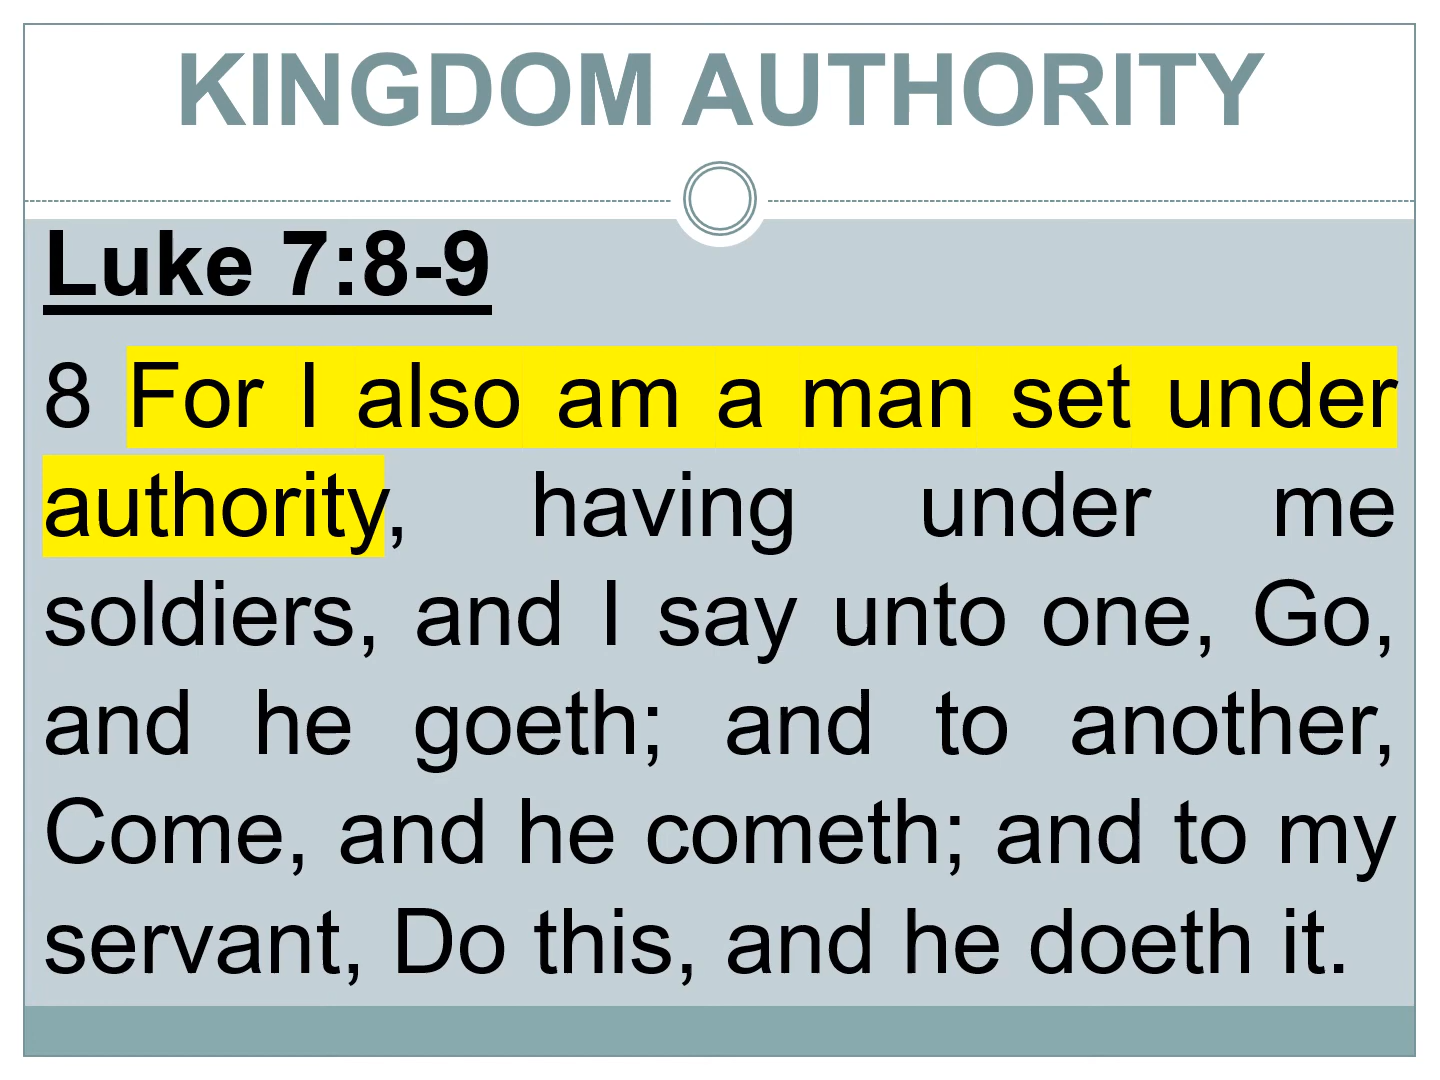 KINGDOM AUTHORITY
Luke 7:8-9
8 For I also am a man set under
authority, having under me
soldiers, and I say unto one, Go,
and he goeth; and to another,
Come, and he cometh; and to my
servant, Do this, and he doeth it.